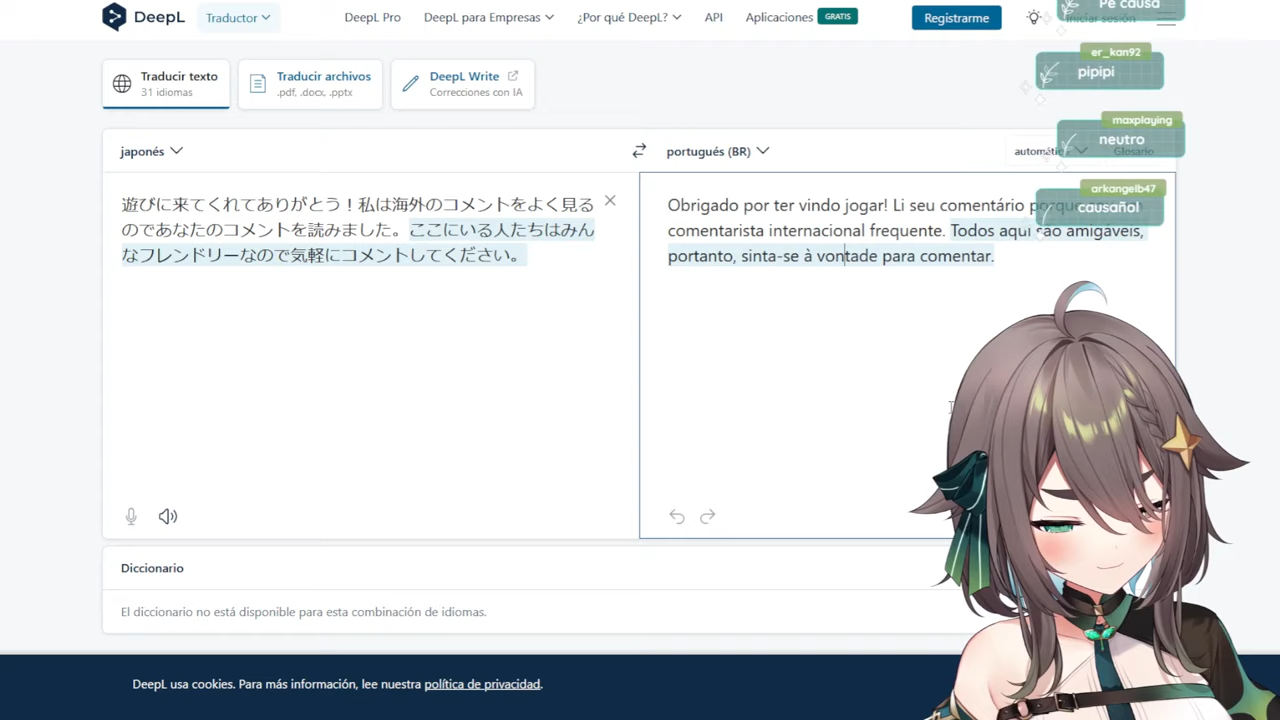 DeepL
Traductor
DeepL Pro
DeepL para Empresas
¿Por qué DeepL?
API
Aplicaciones
GRATIS
Registrarme
Iniciar sesión
Pe causa
er_kan92
pipipi
maxplaying
neutro
arkangelb47
causañol
Traducir texto
31 idiomas
Traducir archivos
.pdf, .docx, .pptx
DeepL Write
Correcciones con IA
japonés
portugués (BR)
Glosario
遊びに来てくれてありがとう！私は海外のコメントをよく見る
のであなたのコメントを読みました。ここにいる人たちはみん
なフレンドリーなので気軽にコメントしてください。
Obrigado por ter vindo jogar! Li seu comentário
comentarista internacional frequente. Todos aqui são amigáveis,
portanto, sinta-se à vontade para comentar.
Diccionario
El diccionario no está disponible para esta combinación de idiomas.
DeepL usa cookies. Para más información, lee nuestra política de privacidad.